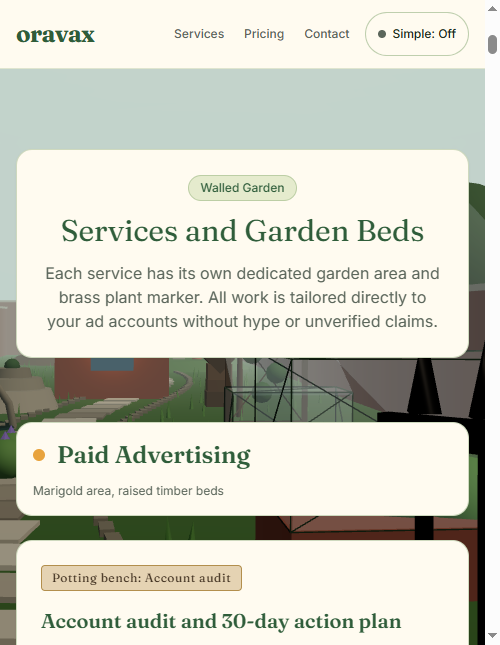 oravax
Services
Pricing
Contact
Simple: Off
Walled Garden
Services and Garden Beds
Each service has its own dedicated garden area and
brass plant marker. All work is tailored directly to
your ad accounts without hype or unverified claims.
Paid Advertising
Marigold area, raised timber beds
Potting bench: Account audit
Account audit and 30-day action plan